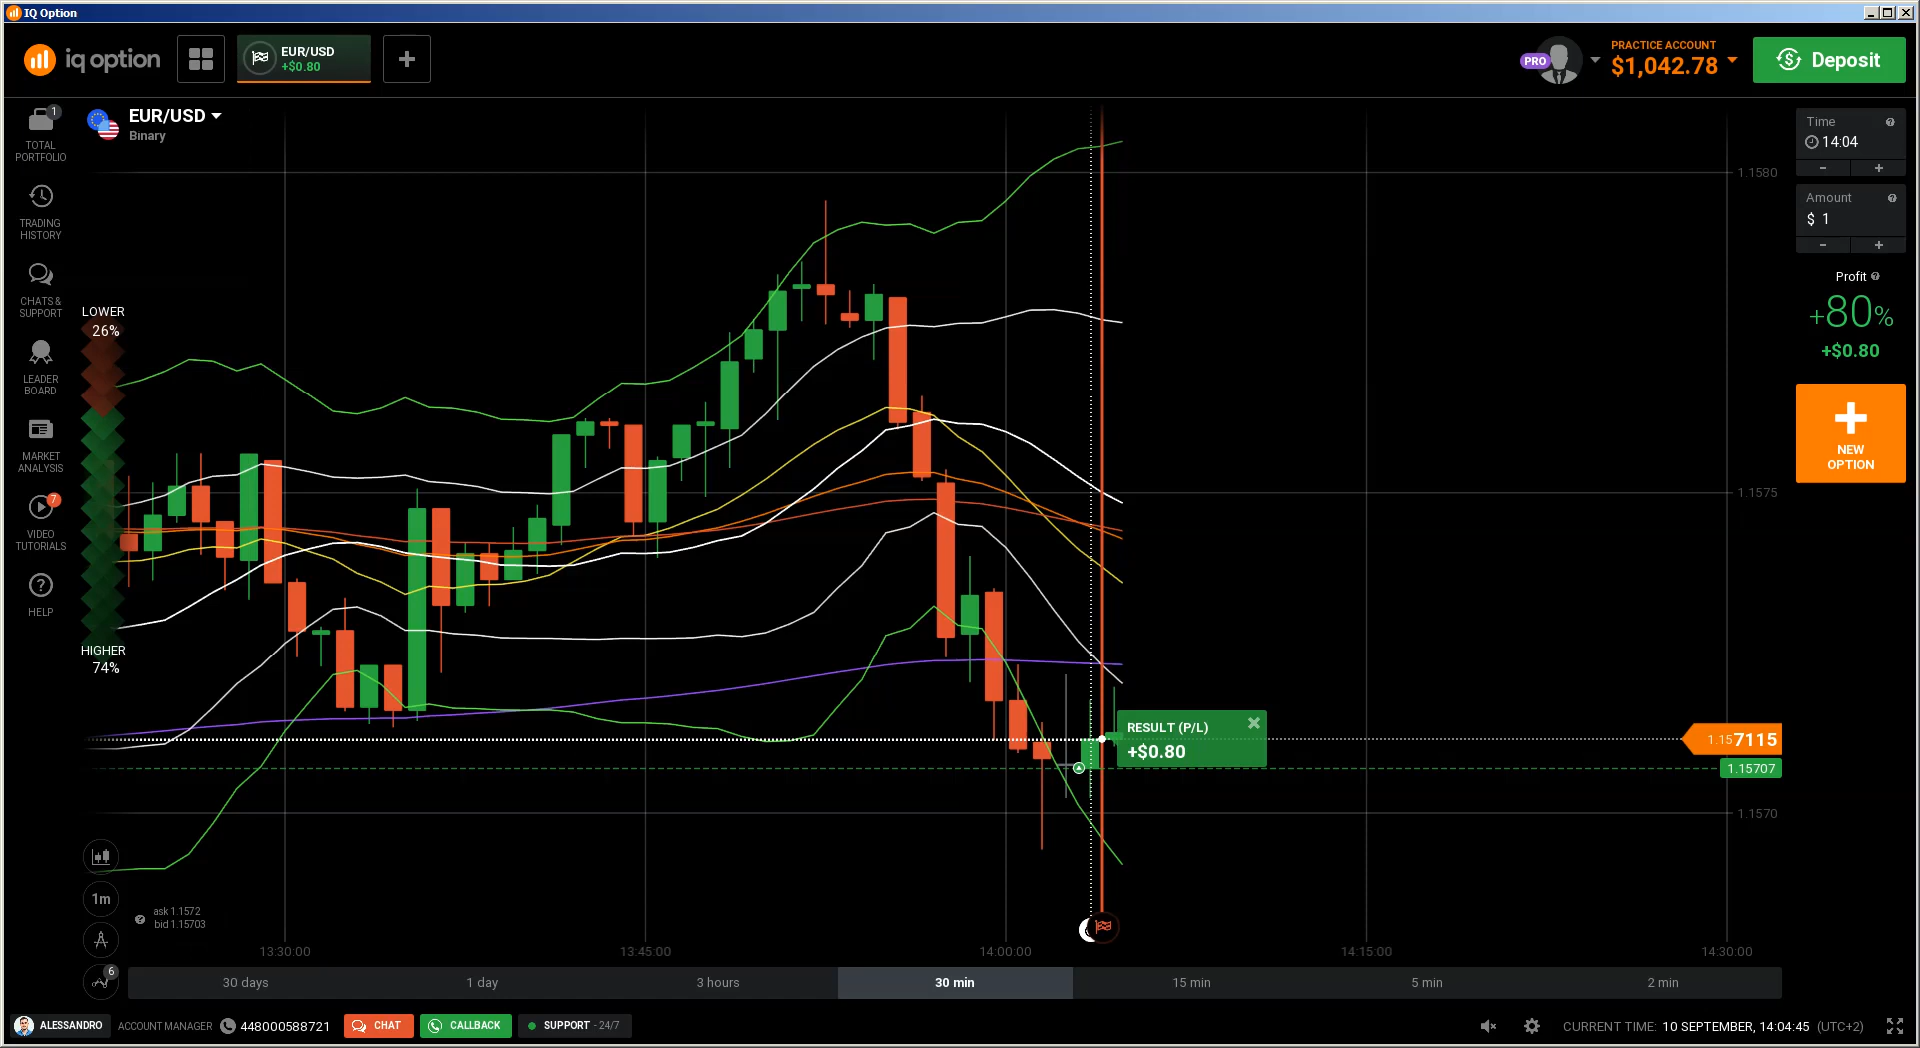 IQ Option
iq option
EUR/USD
+$0.80
PRO
PRACTICE ACCOUNT
$1,042.78
Deposit
EUR/USD
Binary
1
TOTAL
PORTFOLIO
TRADING
HISTORY
CHATS &
SUPPORT
LEADER
BOARD
MARKET
ANALYSIS
7
VIDEO
TUTORIALS
HELP
LOWER
26%
HIGHER
74%
Time
14:04
-
+
Amount
$ 1
-
+
Profit
+80%
+$0.80
NEW
OPTION
1.1580
1.1575
1.157115
1.15707
1.1570
RESULT (P/L)
+$0.80
1m
6
ask 1.1572
bid 1.15703
13:30:00
13:45:00
14:00:00
14:15:00
14:30:00
30 days
1 day
3 hours
30 min
15 min
5 min
2 min
ALESSANDRO
ACCOUNT MANAGER
448000588721
CHAT
CALLBACK
SUPPORT - 24/7
CURRENT TIME: 10 SEPTEMBER, 14:04:45 (UTC+2)